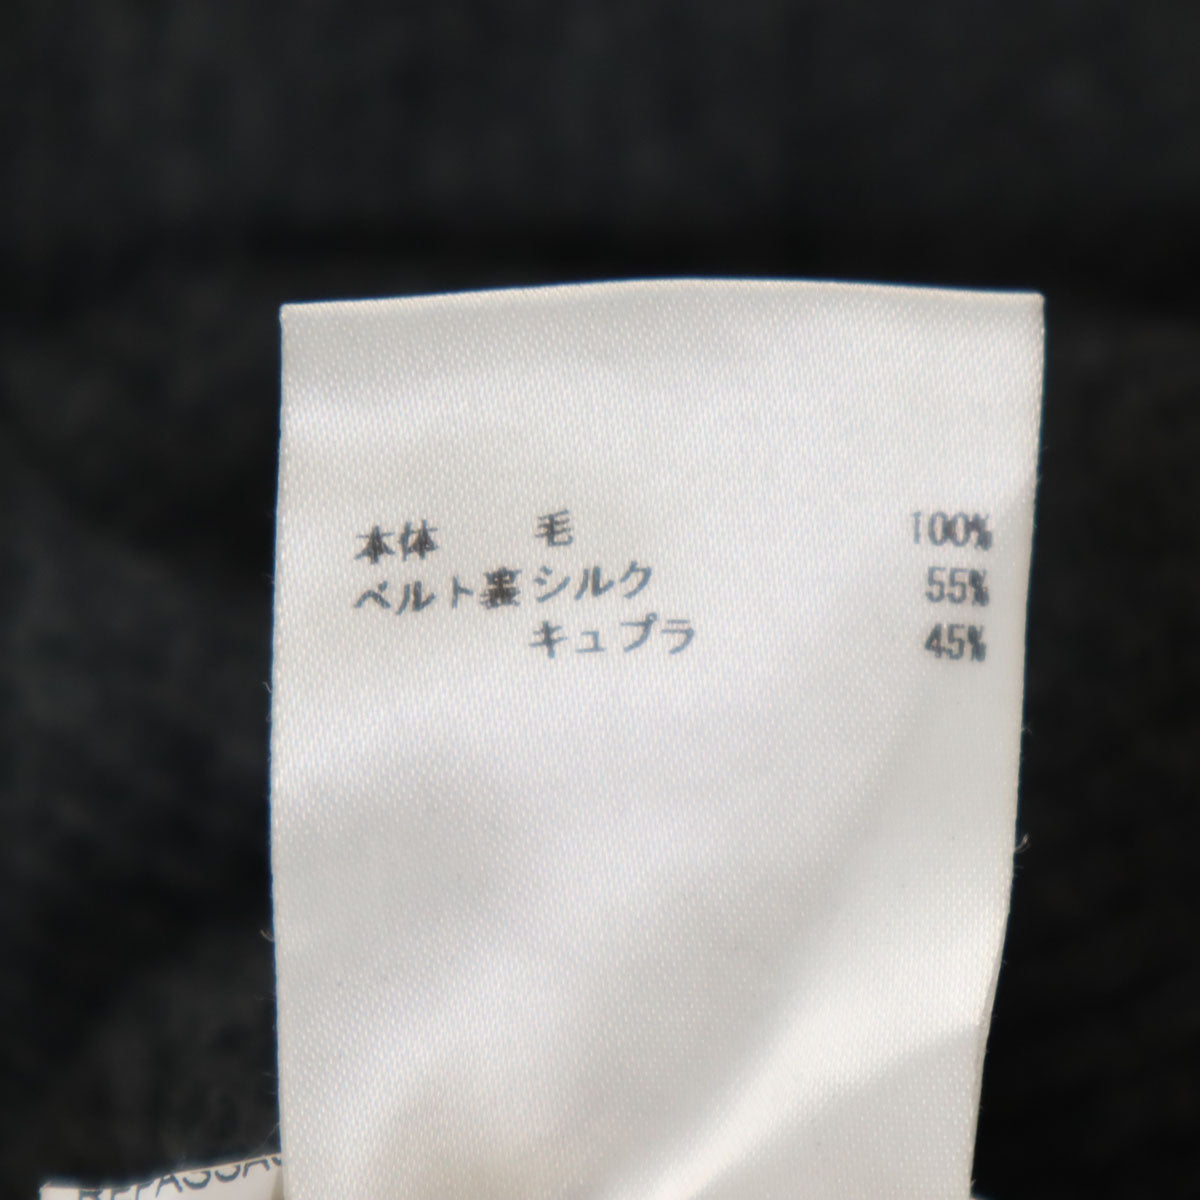 本体 毛 100%
ベルト裏 シルク 55%
キュプラ 45%